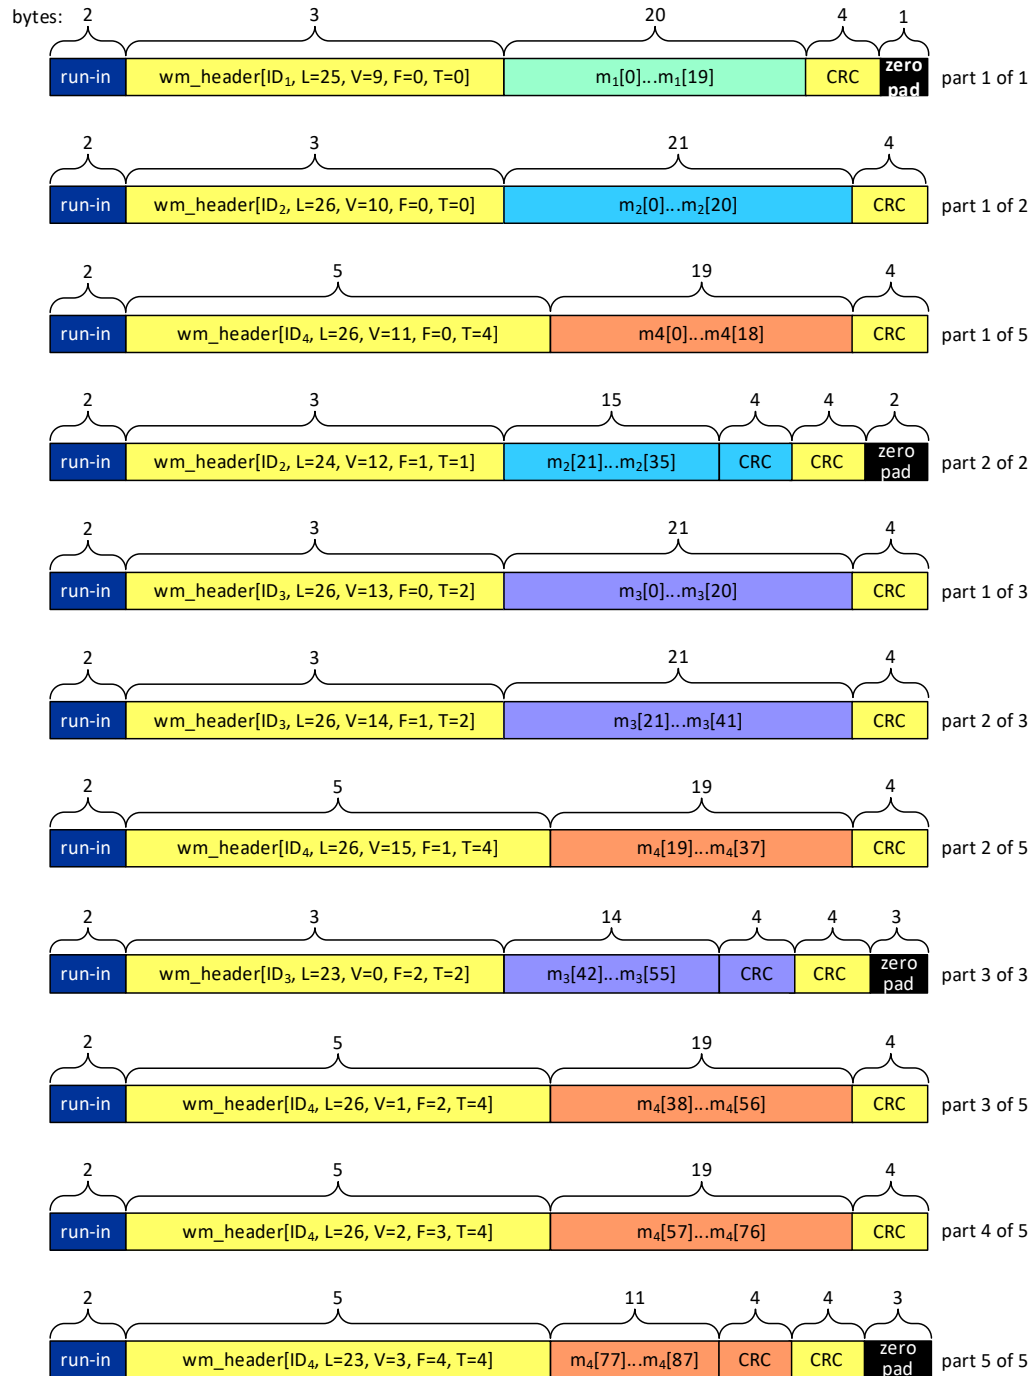 bytes: 2 3 20 4 1
run-in wm_header[ID₁, L=25, V=9, F=0, T=0] m₁[0]...m₁[19] CRC zero pad part 1 of 1
2 3 21 4
run-in wm_header[ID₂, L=26, V=10, F=0, T=0] m₂[0]...m₂[20] CRC part 1 of 2
2 5 19 4
run-in wm_header[ID₄, L=26, V=11, F=0, T=4] m4[0]...m4[18] CRC part 1 of 5
2 3 15 4 4 2
run-in wm_header[ID₂, L=24, V=12, F=1, T=1] m₂[21]...m₂[35] CRC CRC zero pad part 2 of 2
2 3 21 4
run-in wm_header[ID₃, L=26, V=13, F=0, T=2] m₃[0]...m₃[20] CRC part 1 of 3
2 3 21 4
run-in wm_header[ID₃, L=26, V=14, F=1, T=2] m₃[21]...m₃[41] CRC part 2 of 3
2 5 19 4
run-in wm_header[ID₄, L=26, V=15, F=1, T=4] m₄[19]...m₄[37] CRC part 2 of 5
2 3 14 4 4 3
run-in wm_header[ID₃, L=23, V=0, F=2, T=2] m₃[42]...m₃[55] CRC CRC zero pad part 3 of 3
2 5 19 4
run-in wm_header[ID₄, L=26, V=1, F=2, T=4] m₄[38]...m₄[56] CRC part 3 of 5
2 5 19 4
run-in wm_header[ID₄, L=26, V=2, F=3, T=4] m₄[57]...m₄[76] CRC part 4 of 5
2 5 11 4 4 3
run-in wm_header[ID₄, L=23, V=3, F=4, T=4] m₄[77]...m₄[87] CRC CRC zero pad part 5 of 5